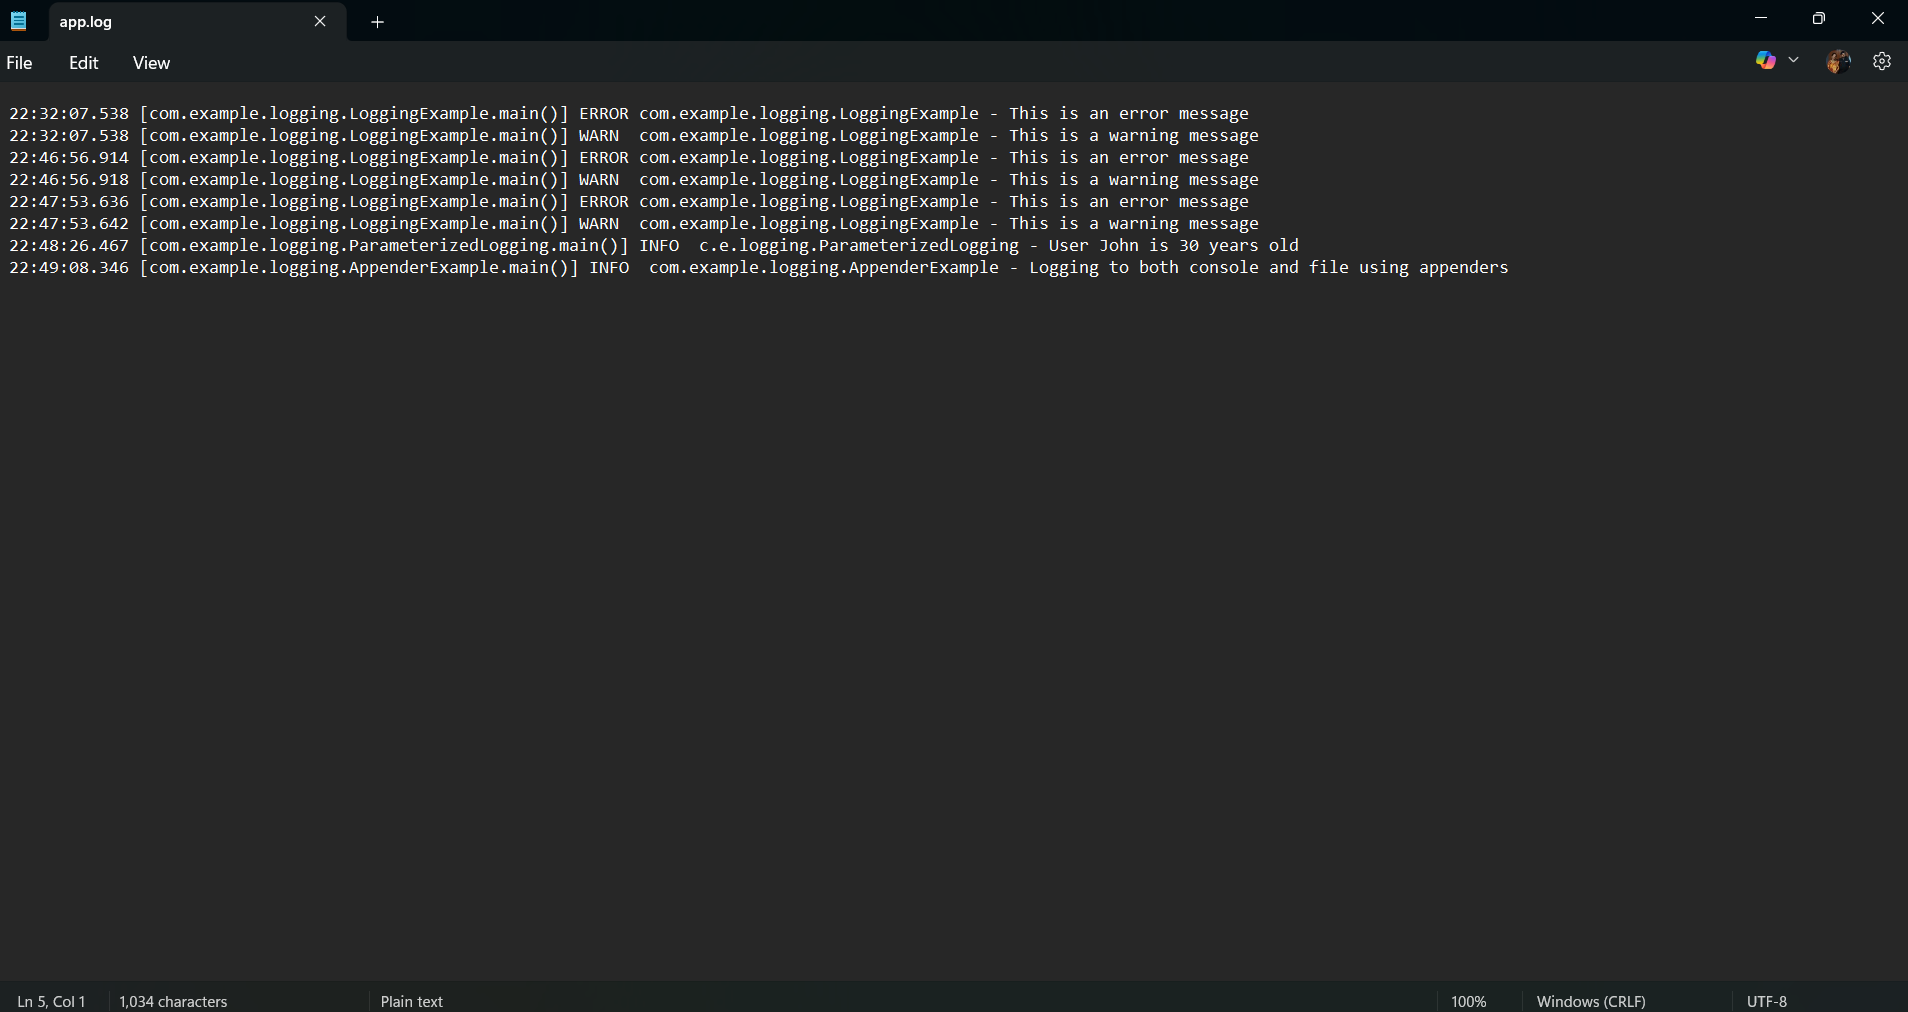 app.log
File Edit View
22:32:07.538 [com.example.logging.LoggingExample.main()] ERROR com.example.logging.LoggingExample - This is an error message
22:32:07.538 [com.example.logging.LoggingExample.main()] WARN  com.example.logging.LoggingExample - This is a warning message
22:46:56.914 [com.example.logging.LoggingExample.main()] ERROR com.example.logging.LoggingExample - This is an error message
22:46:56.918 [com.example.logging.LoggingExample.main()] WARN  com.example.logging.LoggingExample - This is a warning message
22:47:53.636 [com.example.logging.LoggingExample.main()] ERROR com.example.logging.LoggingExample - This is an error message
22:47:53.642 [com.example.logging.LoggingExample.main()] WARN  com.example.logging.LoggingExample - This is a warning message
22:48:26.467 [com.example.logging.ParameterizedLogging.main()] INFO  c.e.logging.ParameterizedLogging - User John is 30 years old
22:49:08.346 [com.example.logging.AppenderExample.main()] INFO  com.example.logging.AppenderExample - Logging to both console and file using appenders
Ln 5, Col 1 1,034 characters Plain text 100% Windows (CRLF) UTF-8